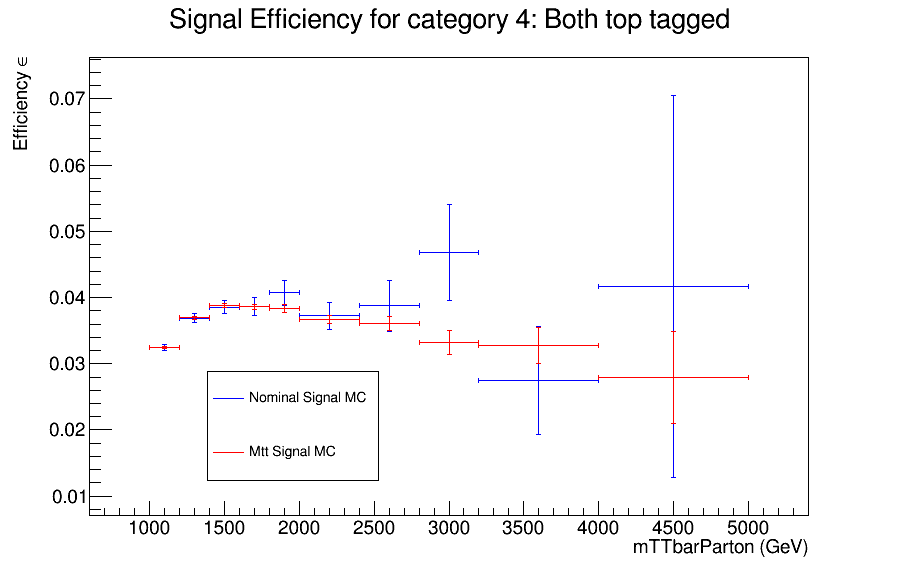 Signal Efficiency for category 4: Both top tagged
Efficiency ∈
0.07
0.06
0.05
0.04
0.03
0.02
0.01
Nominal Signal MC
Mtt Signal MC
1000 1500 2000 2500 3000 3500 4000 4500 5000
mTTbarParton (GeV)